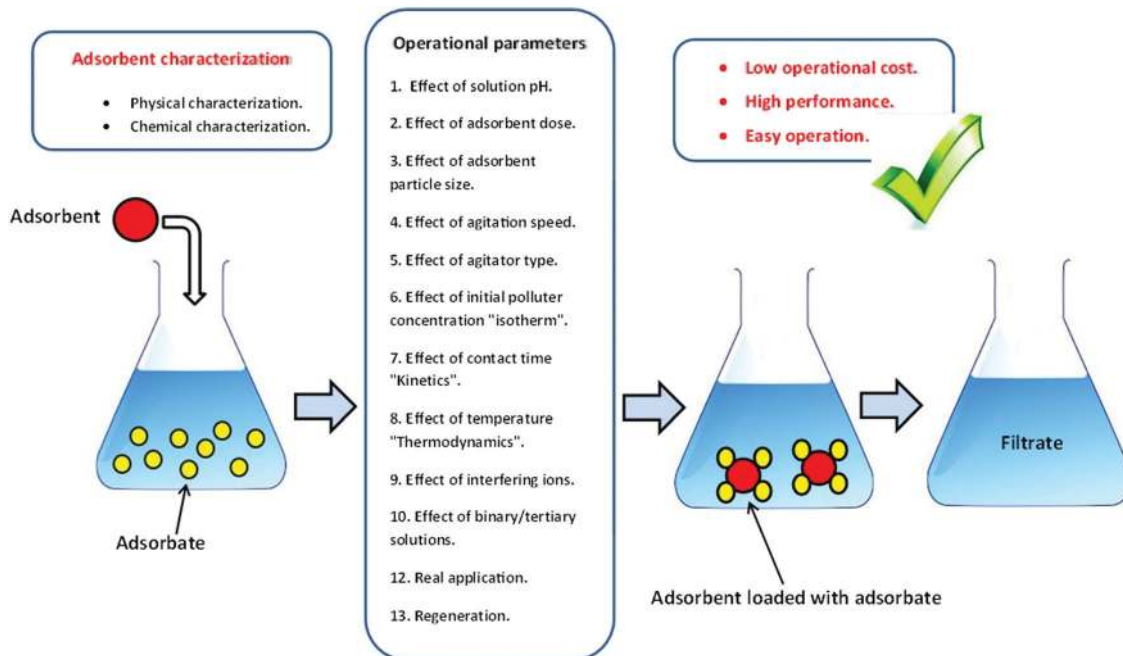 Adsorbent characterization
• Physical characterization.
• Chemical characterization.
Adsorbent
Adsorbate
Operational parameters
1. Effect of solution pH.
2. Effect of adsorbent dose.
3. Effect of adsorbent
particle size.
4. Effect of agitation speed.
5. Effect of agitator type.
6. Effect of initial polluter
concentration "isotherm".
7. Effect of contact time
"Kinetics".
8. Effect of temperature
"Thermodynamics".
9. Effect of interfering ions.
10. Effect of binary/tertiary
solutions.
12. Real application.
13. Regeneration.
• Low operational cost.
• High performance.
• Easy operation.
Adsorbent loaded with adsorbate
Filtrate